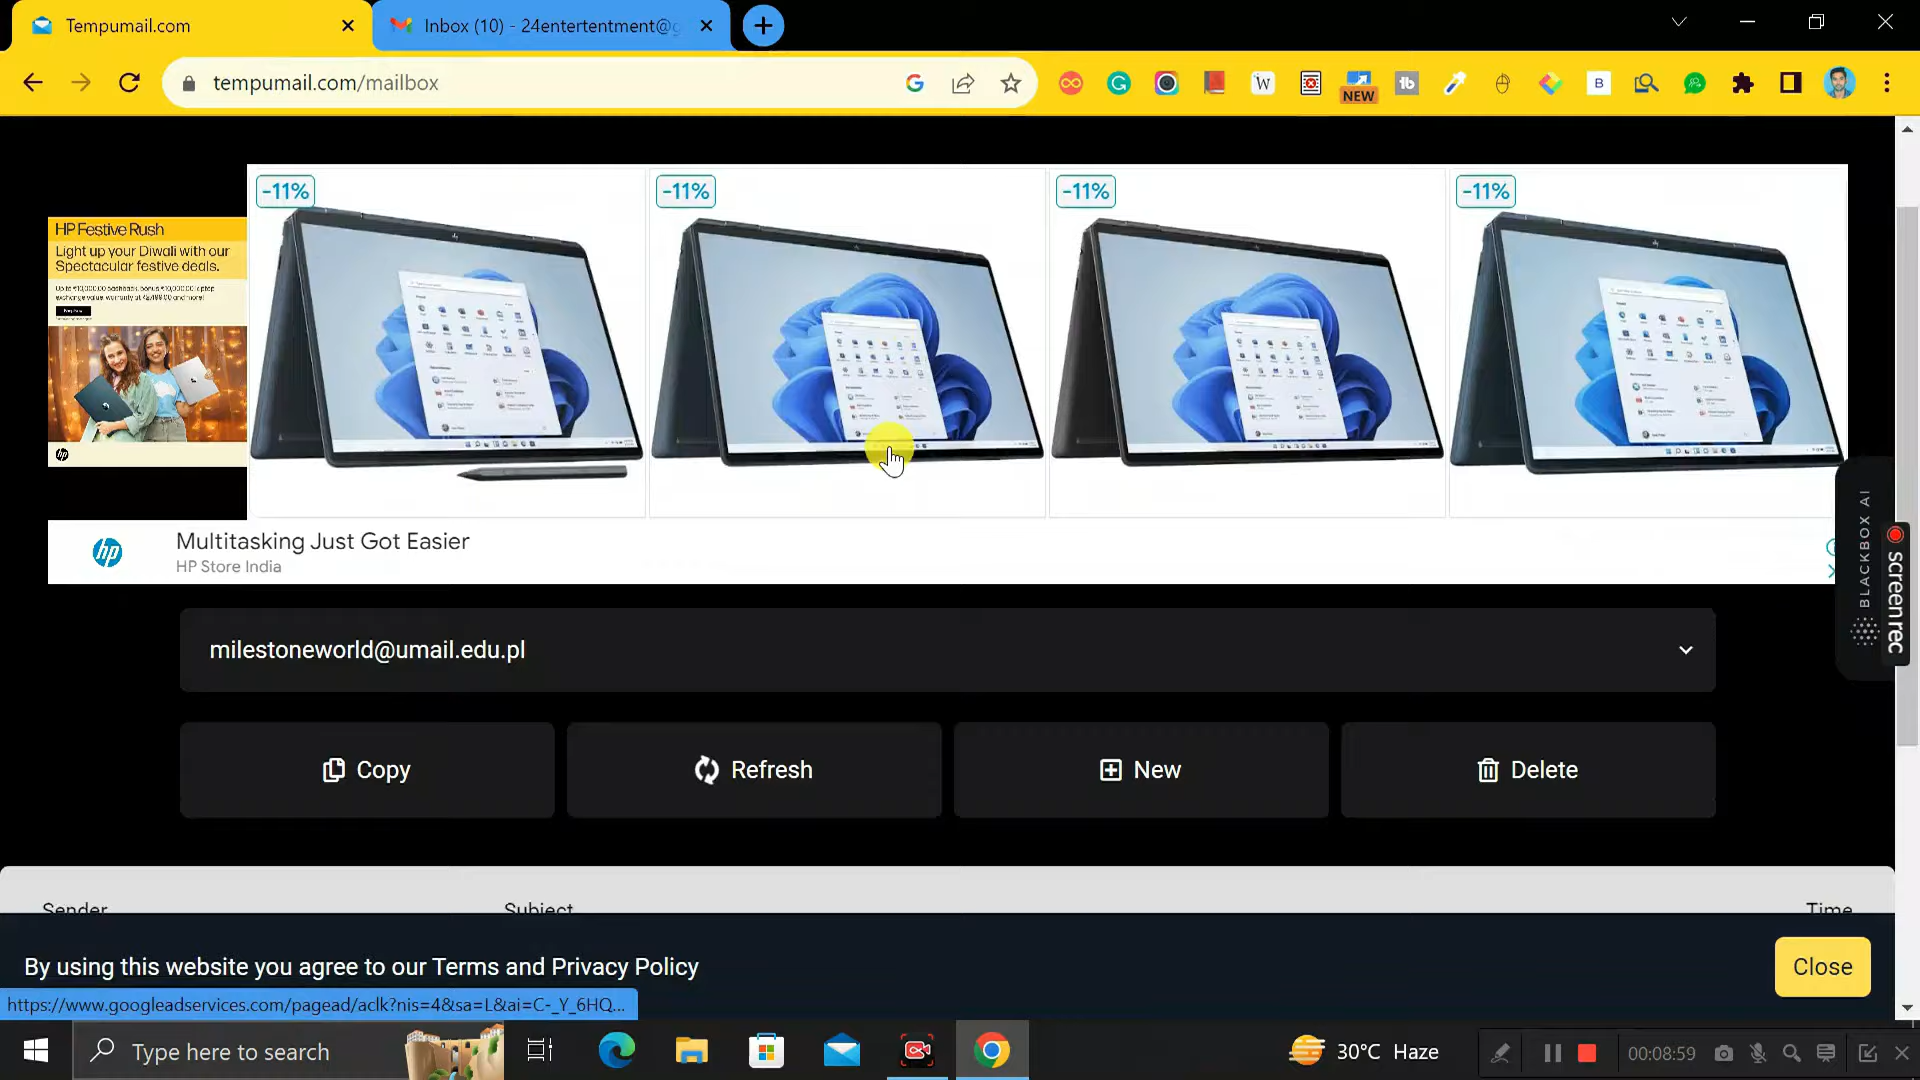 Tempumail.com
Inbox (10) - 24entertentment@g
tempumail.com/mailbox
NEW
HP Festive Rush
Light up your Diwali with our
Spectacular festive deals.
-11%
-11%
-11%
-11%
hp
Multitasking Just Got Easier
HP Store India
BLACKBOX AI
screen rec
milestoneworld@umail.edu.pl
Copy
Refresh
New
Delete
Sender
Subject
Time
By using this website you agree to our Terms and Privacy Policy
Close
https://www.googleadservices.com/pagead/aclk?nis=4&sa=L&ai=C-_Y_6HQ...
Type here to search
30°C Haze
00:08:59